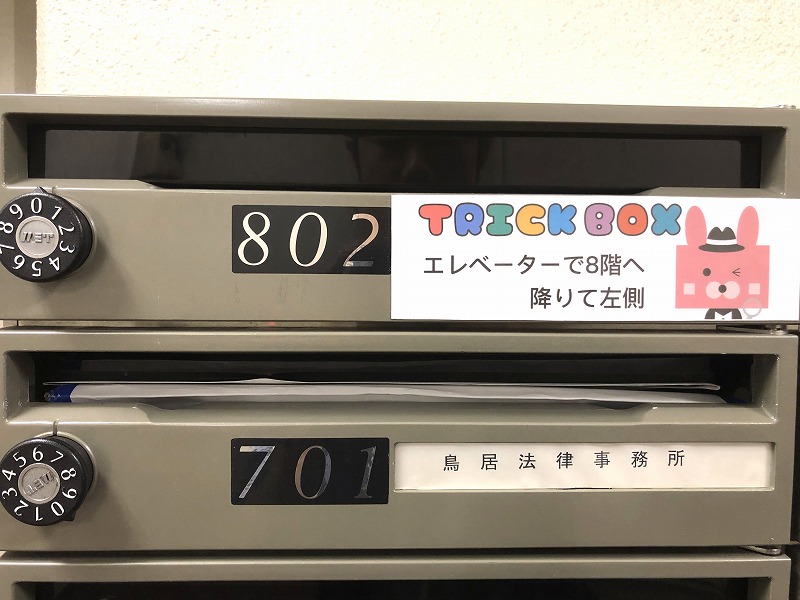 802
TRICK BOX
エレベーターで8階へ
降りて左側
701
鳥居法律事務所